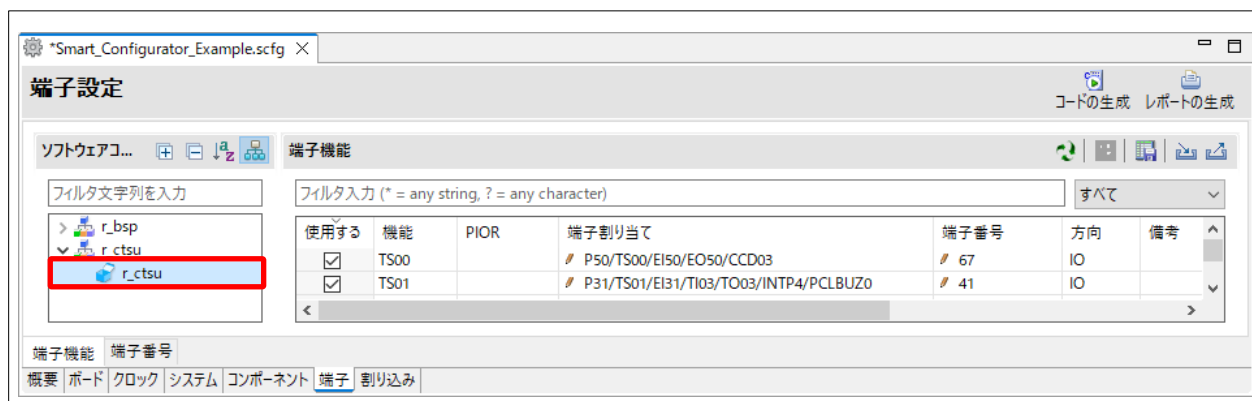 *Smart_Configurator_Example.scfg
端子設定
コードの生成 レポートの生成
ソフトウェアコ...
端子機能
フィルタ文字列を入力
フィルタ入力 (* = any string, ? = any character)
すべて
r_bsp
r_ctsu
r_ctsu
使用する 機能 PIOR 端子割り当て 端子番号 方向 備考
TS00 P50/TS00/EI50/EO50/CCD03 67 IO
TS01 P31/TS01/EI31/TI03/TO03/INTP4/PCLBUZ0 41 IO
端子機能 端子番号
概要 ボード クロック システム コンポーネント 端子 割り込み